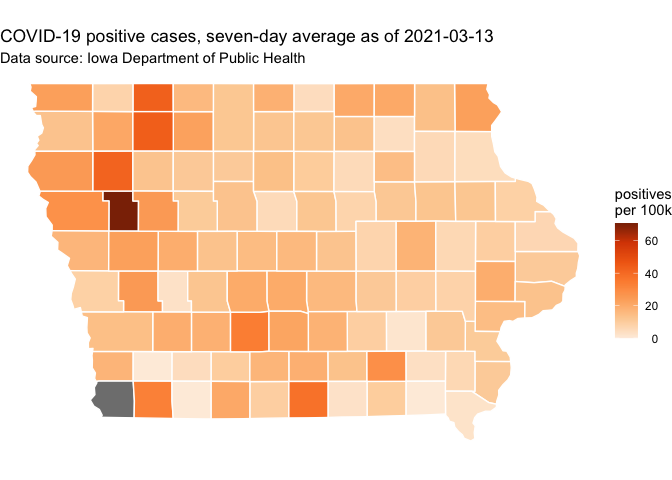 COVID-19 positive cases, seven-day average as of 2021-03-13
Data source: Iowa Department of Public Health
positives
per 100k
60
40
20
0